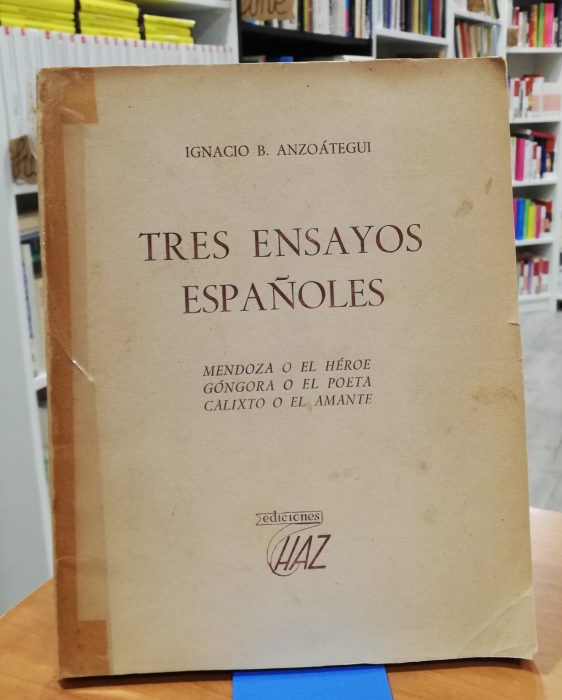 IGNACIO B. ANZOÁTEGUI
TRES ENSAYOS
ESPAÑOLES
MENDOZA O EL HÉROE
GÓNGORA O EL POETA
CALIXTO O EL AMANTE
ediciones
HAZ